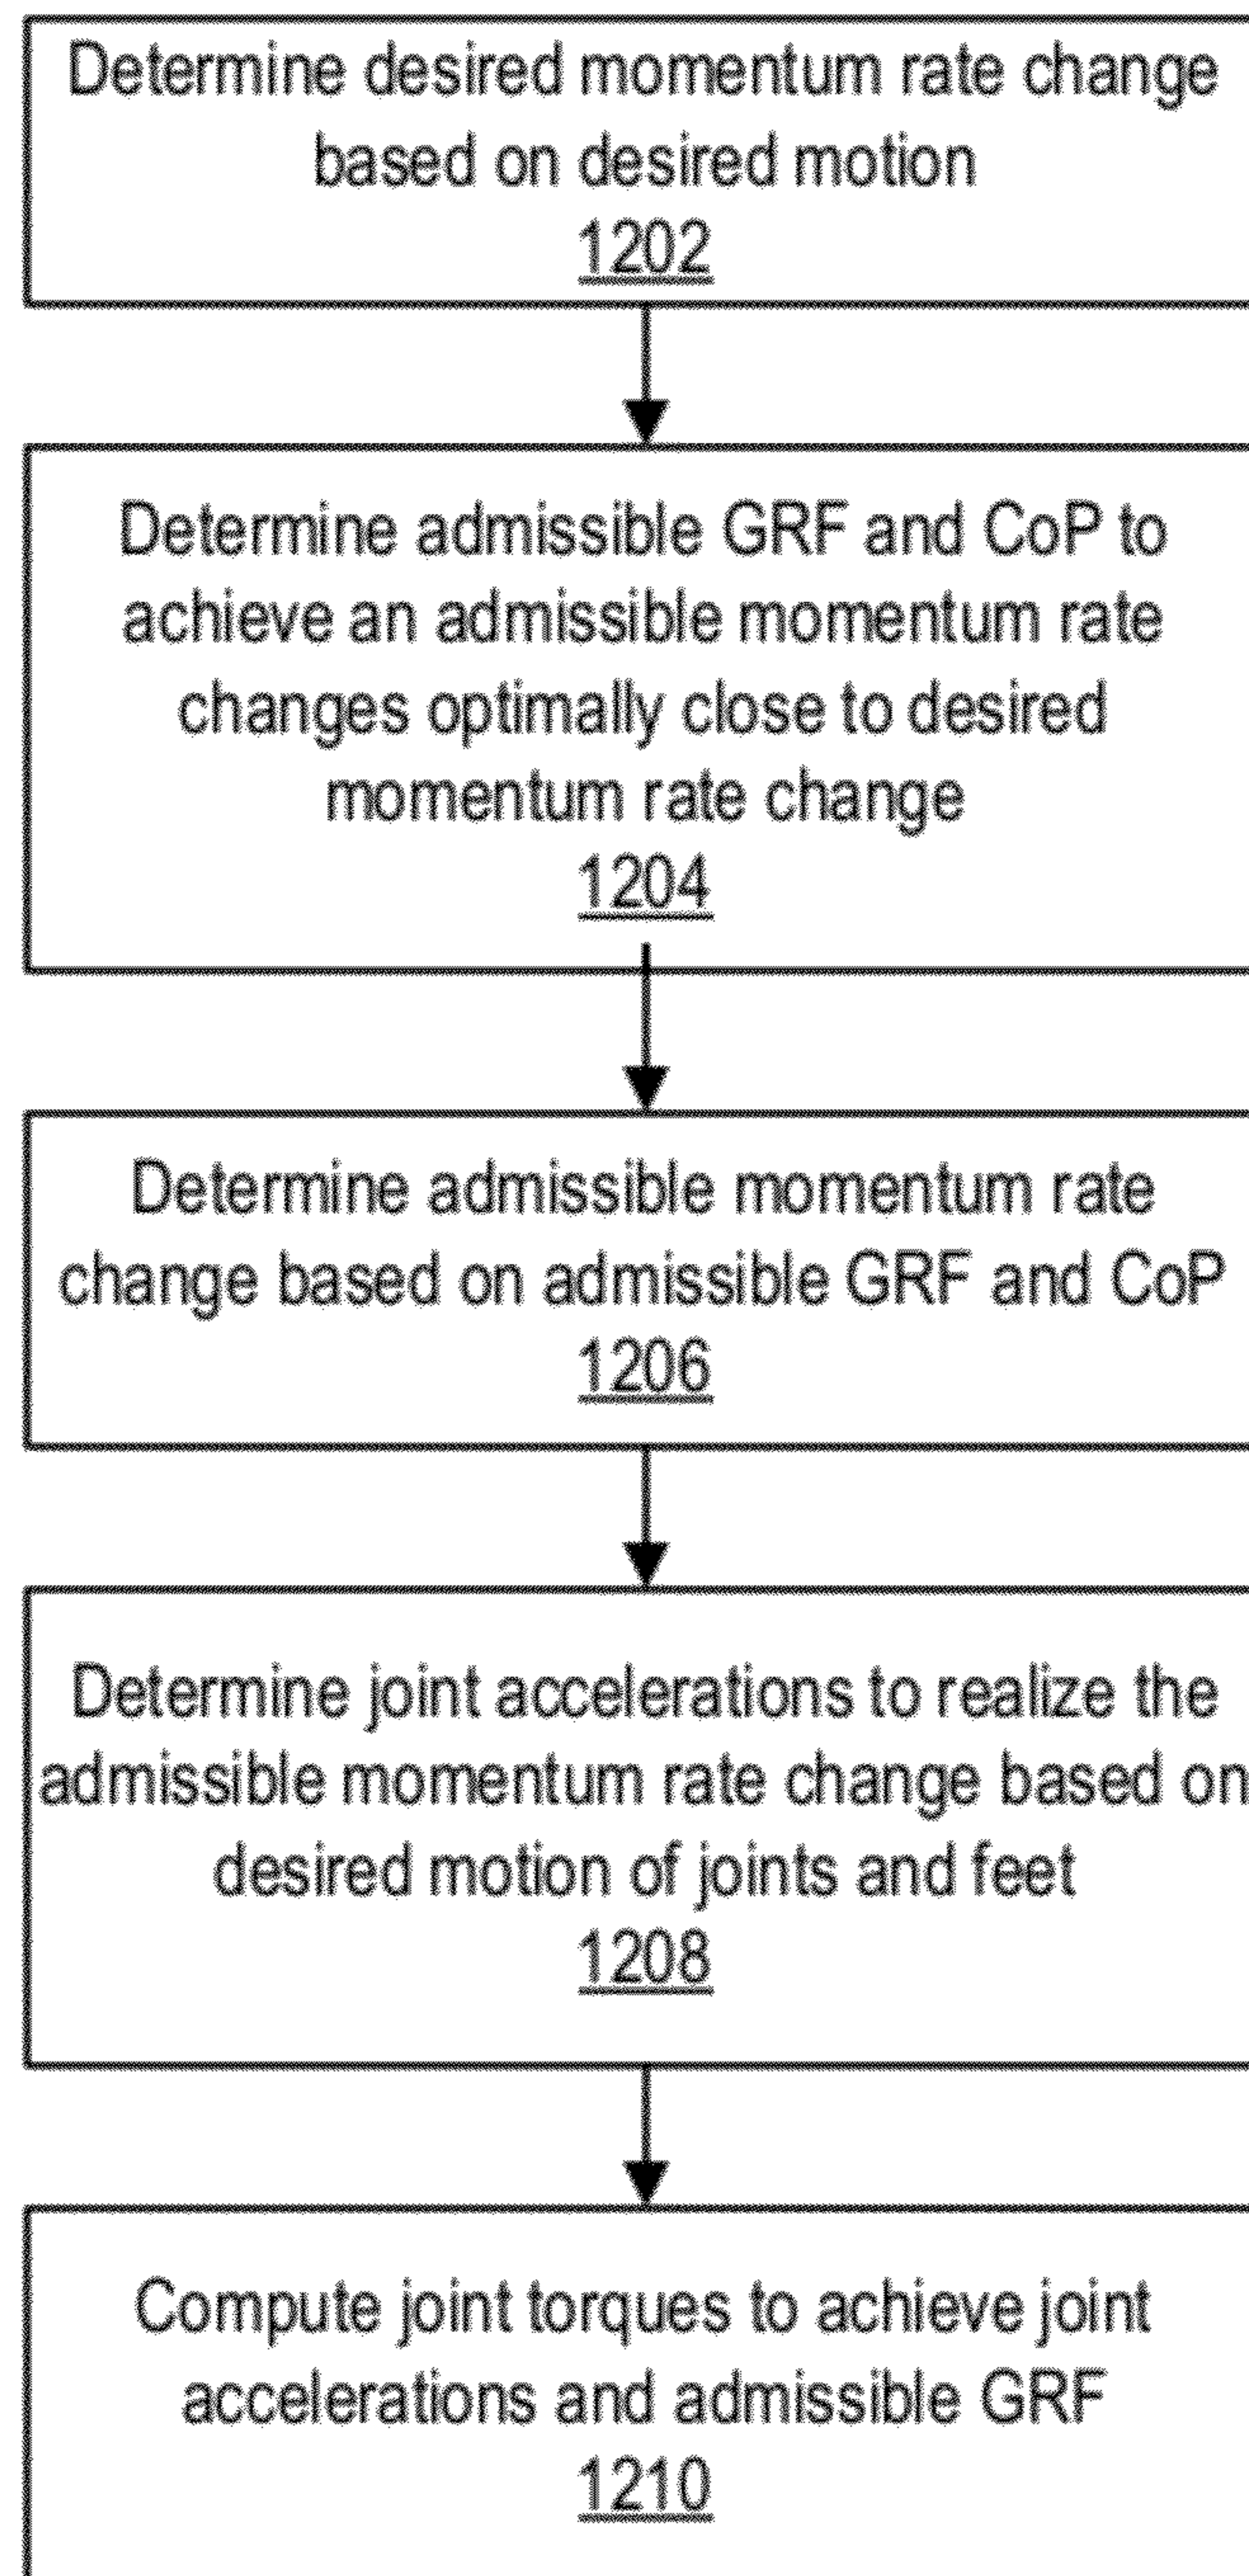 Determine desired momentum rate change
based on desired motion
1202
Determine admissible GRF and CoP to
achieve an admissible momentum rate
changes optimally close to desired
momentum rate change
1204
Determine admissible momentum rate
change based on admissible GRF and CoP
1206
Determine joint accelerations to realize the
admissible momentum rate change based on
desired motion of joints and feet
1208
Compute joint torques to achieve joint
accelerations and admissible GRF
1210